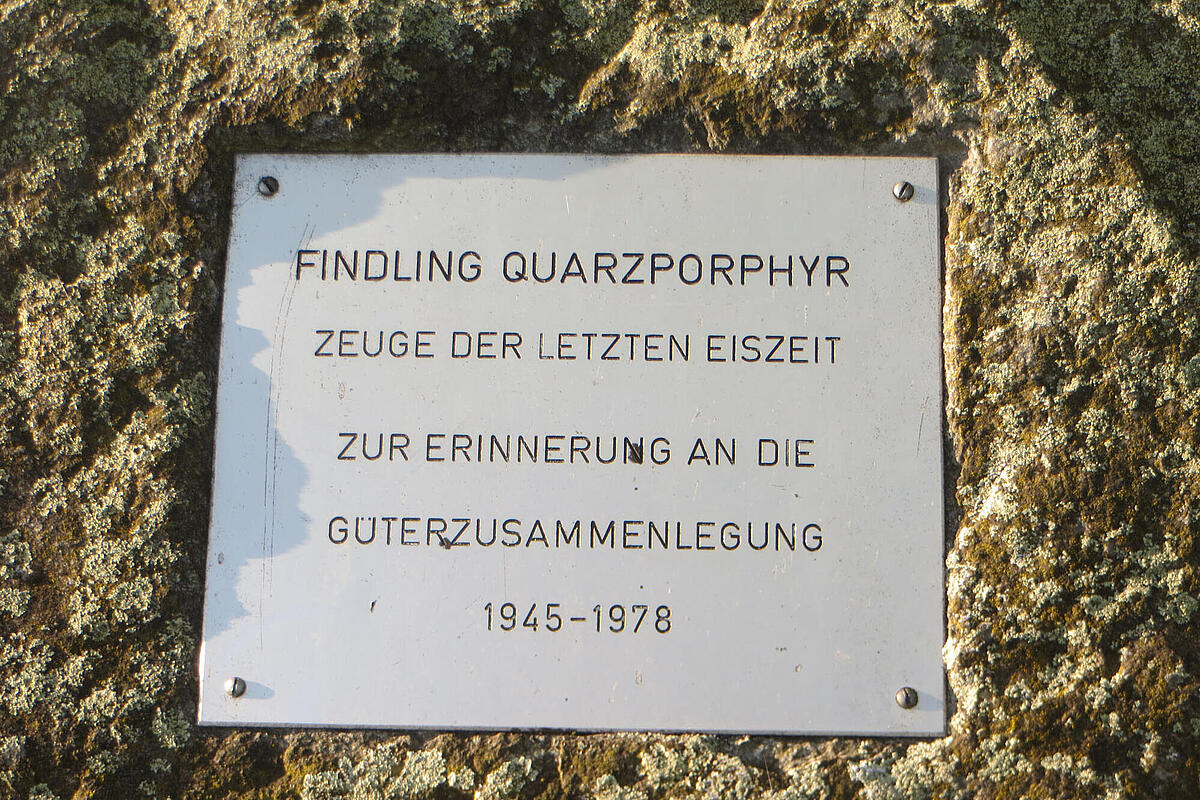 FINDLING QUARZPORPHYR
ZEUGE DER LETZTEN EISZEIT
ZUR ERINNERUNG AN DIE
GÜTERZUSAMMENLEGUNG
1945-1978